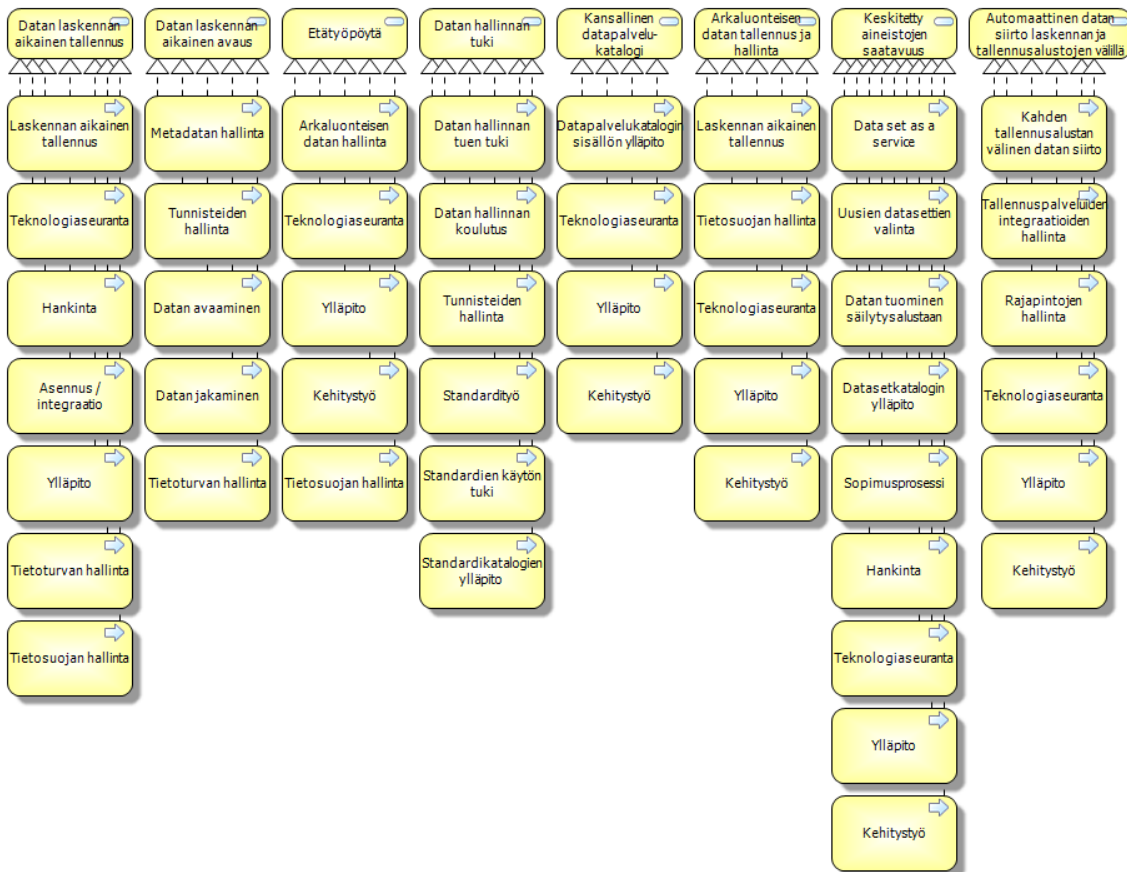 Datan laskennan
aikainen tallennus
Datan laskennan
aikainen avaus
Etätyöpöytä
Datan hallinnan
tuki
Kansallinen
datapalvelu-
katalogi
Arkaluonteisen
datan tallennus ja
hallinta
Keskitetty
aineistojen
saatavuus
Automaattinen datan
siirto laskennan ja
tallennusalustojen välillä
Laskennan aikainen
tallennus
Metadatan hallinta
Arkaluonteisen
datan hallinta
Datan hallinnan
tuen tuki
Datapalvelukatalogin
sisällön ylläpito
Laskennan aikainen
tallennus
Data set as a
service
Kahden
tallennusalustan
välinen datan siirto
Teknologiaseuranta
Tunnisteiden
hallinta
Teknologiaseuranta
Datan hallinnan
koulutus
Teknologiaseuranta
Tietosuojan hallinta
Uusien datasettien
valinta
Tallennuspalveluiden
integraatioiden
hallinta
Hankinta
Datan avaaminen
Ylläpito
Tunnisteiden
hallinta
Ylläpito
Teknologiaseuranta
Datan tuominen
säilytysalustaan
Rajapintojen
hallinta
Asennus /
integraatio
Datan jakaminen
Kehitystyö
Standardityö
Kehitystyö
Ylläpito
Datasetkatalogin
ylläpito
Teknologiaseuranta
Ylläpito
Tietoturvan hallinta
Tietosuojan hallinta
Standardien käytön
tuki
Kehitystyö
Sopimusprosessi
Ylläpito
Tietoturvan hallinta
Standardikatalogien
ylläpito
Hankinta
Kehitystyö
Tietosuojan hallinta
Teknologiaseuranta
Ylläpito
Kehitystyö